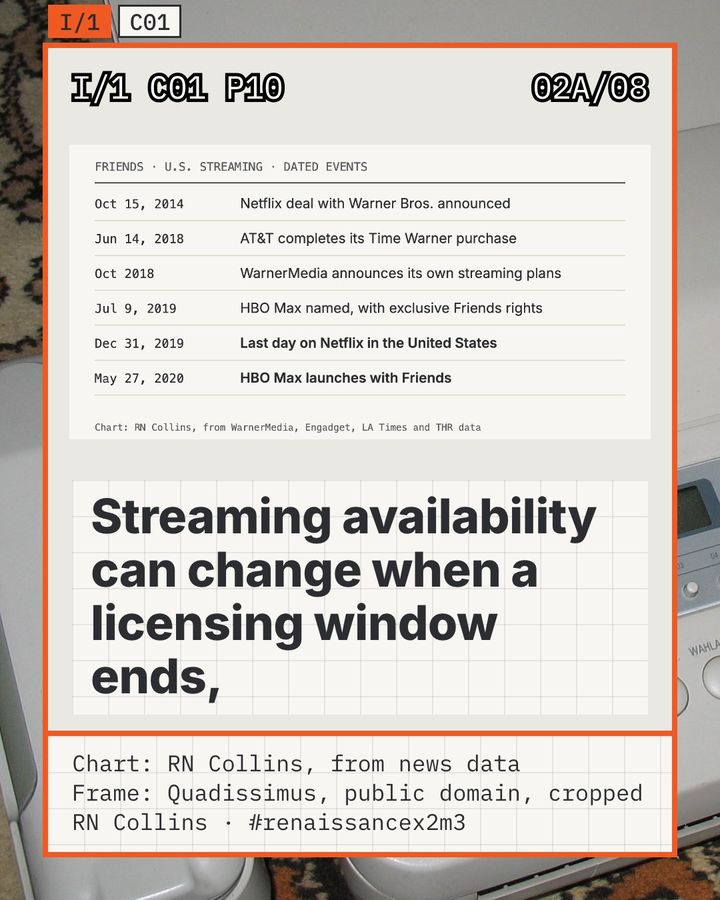 I/1 C01
I/1 C01 P10 02A/08
FRIENDS · U.S. STREAMING · DATED EVENTS
Oct 15, 2014 Netflix deal with Warner Bros. announced
Jun 14, 2018 AT&T completes its Time Warner purchase
Oct 2018 WarnerMedia announces its own streaming plans
Jul 9, 2019 HBO Max named, with exclusive Friends rights
Dec 31, 2019 Last day on Netflix in the United States
May 27, 2020 HBO Max launches with Friends
Chart: RN Collins, from WarnerMedia, Engadget, LA Times and THR data
Streaming availability
can change when a
licensing window
ends,
Chart: RN Collins, from news data
Frame: Quadissimus, public domain, cropped
RN Collins · #renaissancex2m3